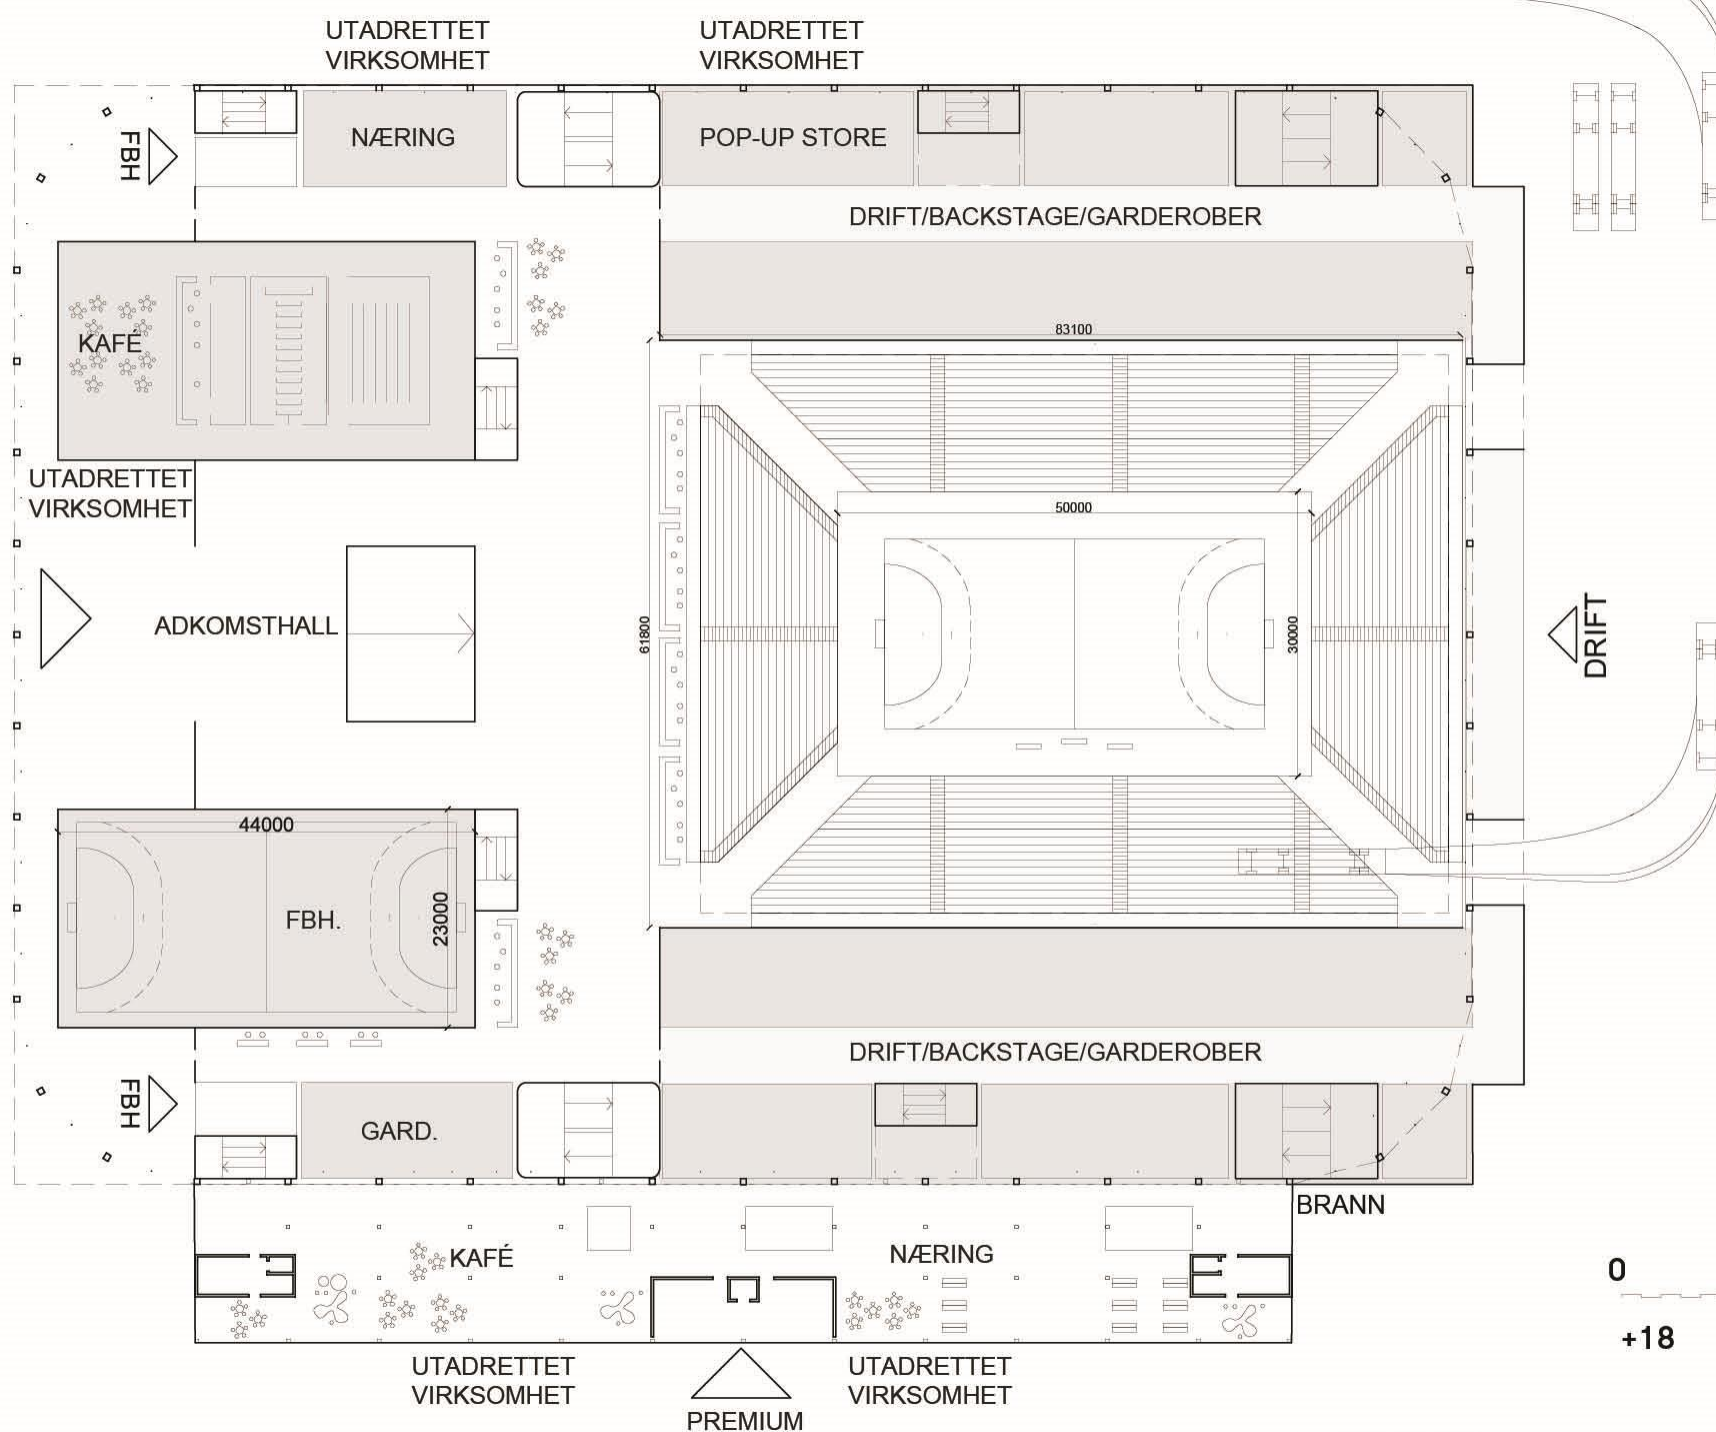 UTADRETTET
VIRKSOMHET
UTADRETTET
VIRKSOMHET
FBH
NÆRING
POP-UP STORE
DRIFT/BACKSTAGE/GARDEROBER
KAFÉ
83100
UTADRETTET
VIRKSOMHET
50000
ADKOMSTHALL
61800
30000
DRIFT
44000
FBH.
23000
DRIFT/BACKSTAGE/GARDEROBER
FBH
GARD.
BRANN
KAFÉ
NÆRING
0
+18
UTADRETTET
VIRKSOMHET
UTADRETTET
VIRKSOMHET
PREMIUM